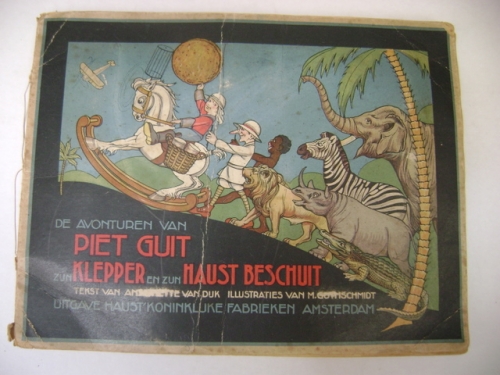 DE AVONTUREN VAN
PIET GUIT
ZIJN KLEPPER EN ZIJN HAUST BESCHUIT
TEKST VAN ANTOINETTE VAN DIJK ILLUSTRATIES VAN M. GÜTHSCHMIDT
UITGAVE HAUST' KONINKLIJKE FABRIEKEN AMSTERDAM